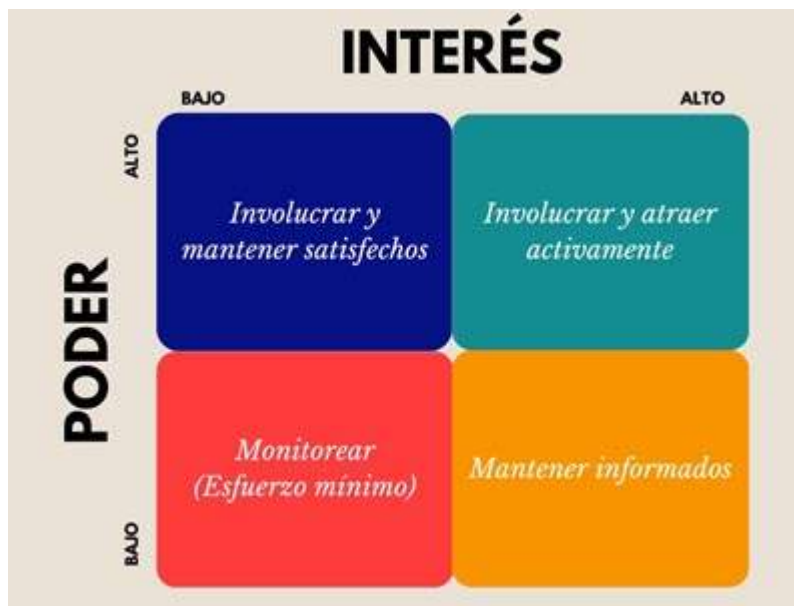 INTERÉS
BAJO
ALTO
ALTO
PODER
BAJO
Involucrar y
mantener satisfechos
Involucrar y atraer
activamente
Monitorear
(Esfuerzo mínimo)
Mantener informados